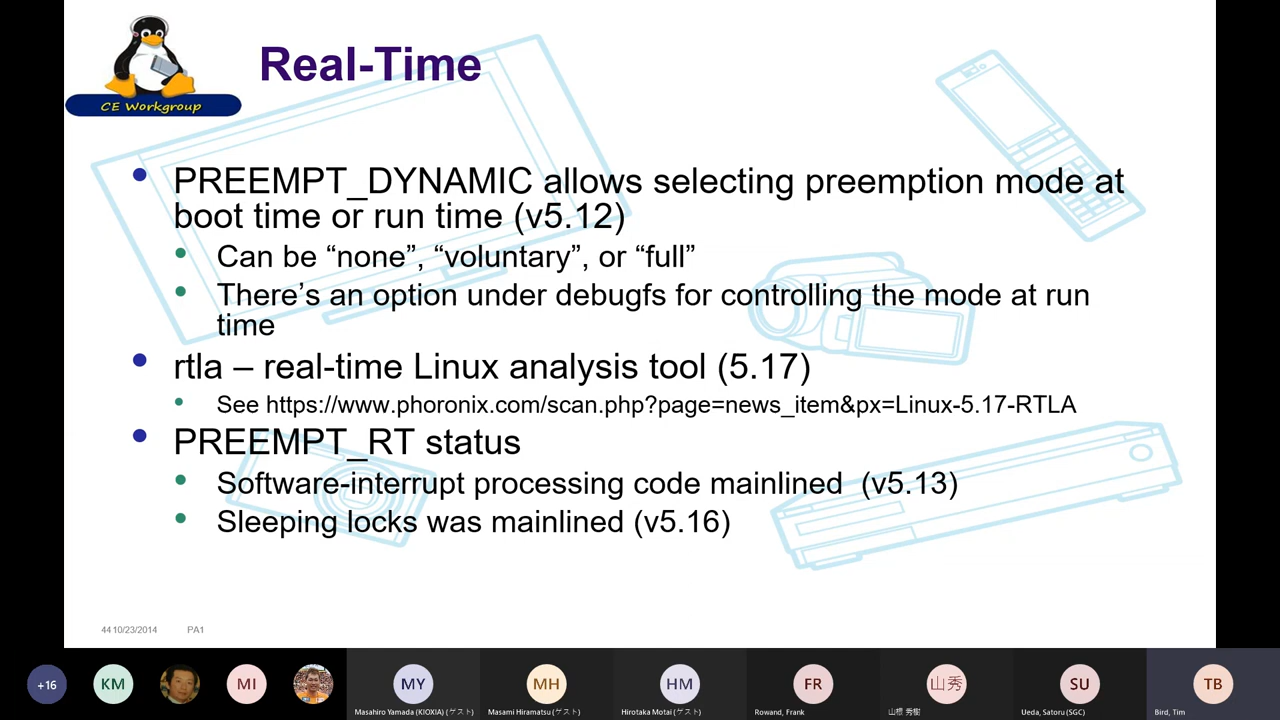 CE Workgroup
Real-Time
PREEMPT_DYNAMIC allows selecting preemption mode at
boot time or run time (v5.12)
Can be “none”, “voluntary”, or “full”
There’s an option under debugfs for controlling the mode at run
time
rtla – real-time Linux analysis tool (5.17)
See https://www.phoronix.com/scan.php?page=news_item&px=Linux-5.17-RTLA
PREEMPT_RT status
Software-interrupt processing code mainlined (v5.13)
Sleeping locks was mainlined (v5.16)
44 10/23/2014 PA1
+16 KM MI MY MH HM FR 山秀 SU TB
Masahiro Yamada (KIOXIA) (ゲスト) Masami Hiramatsu (ゲスト) Hirotaka Motai (ゲスト) Rowand, Frank 山根 秀樹 Ueda, Satoru (SGC) Bird, Tim